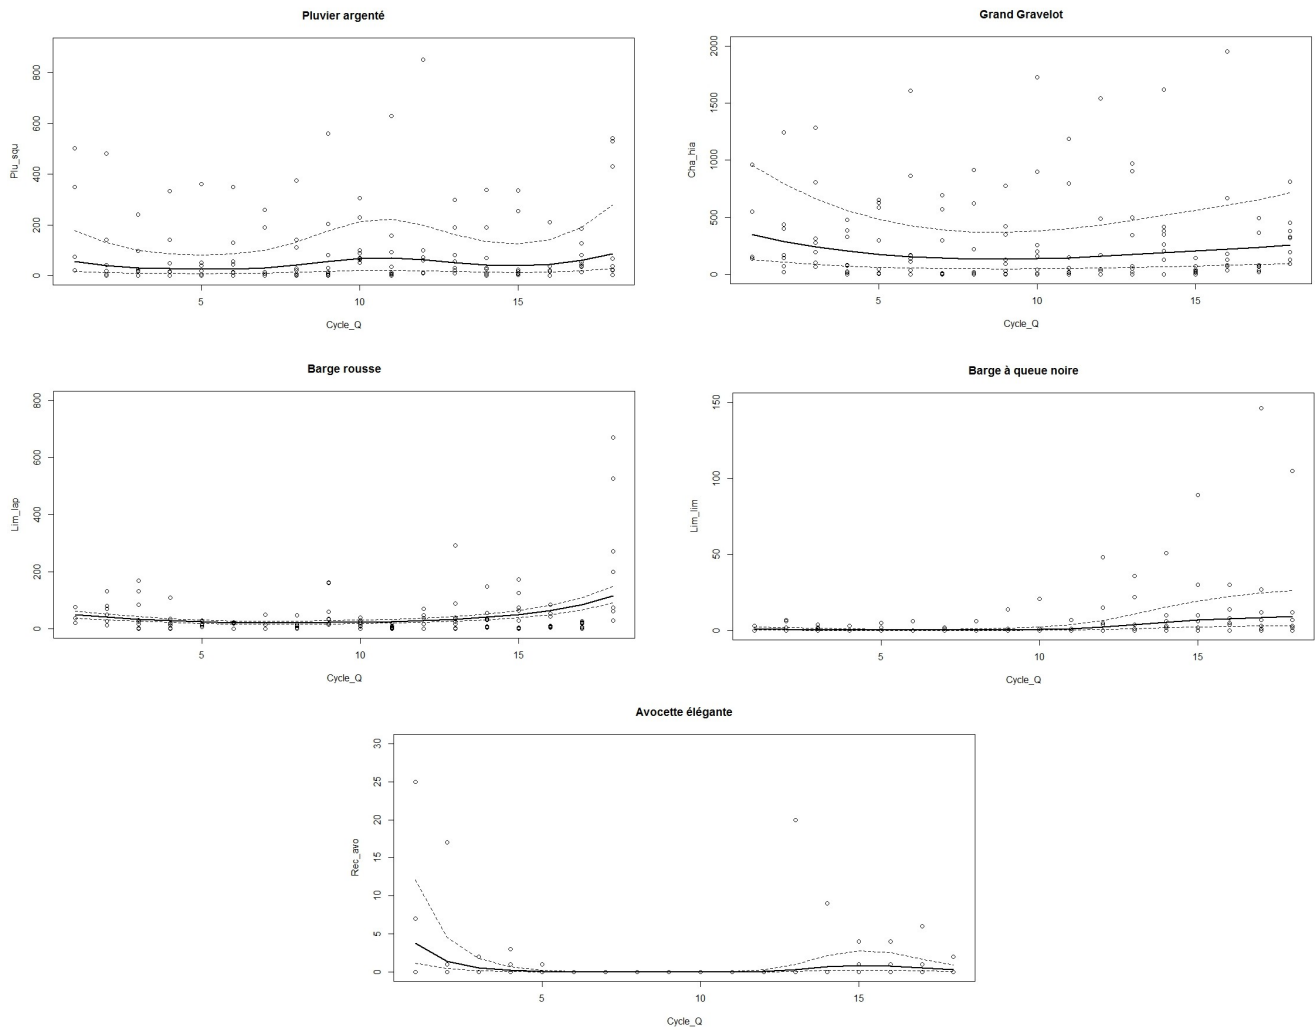 Pluvier argenté
Plu_squ
0 200 400 600 800
5 10 15
Cycle_Q
Grand Gravelot
Cha_hia
0 500 1000 1500 2000
5 10 15
Cycle_Q
Barge rousse
Lim_lap
0 200 400 600 800
5 10 15
Cycle_Q
Barge à queue noire
Lim_lim
0 50 100 150
5 10 15
Cycle_Q
Avocette élégante
Rec_avo
0 5 10 15 20 25 30
5 10 15
Cycle_Q